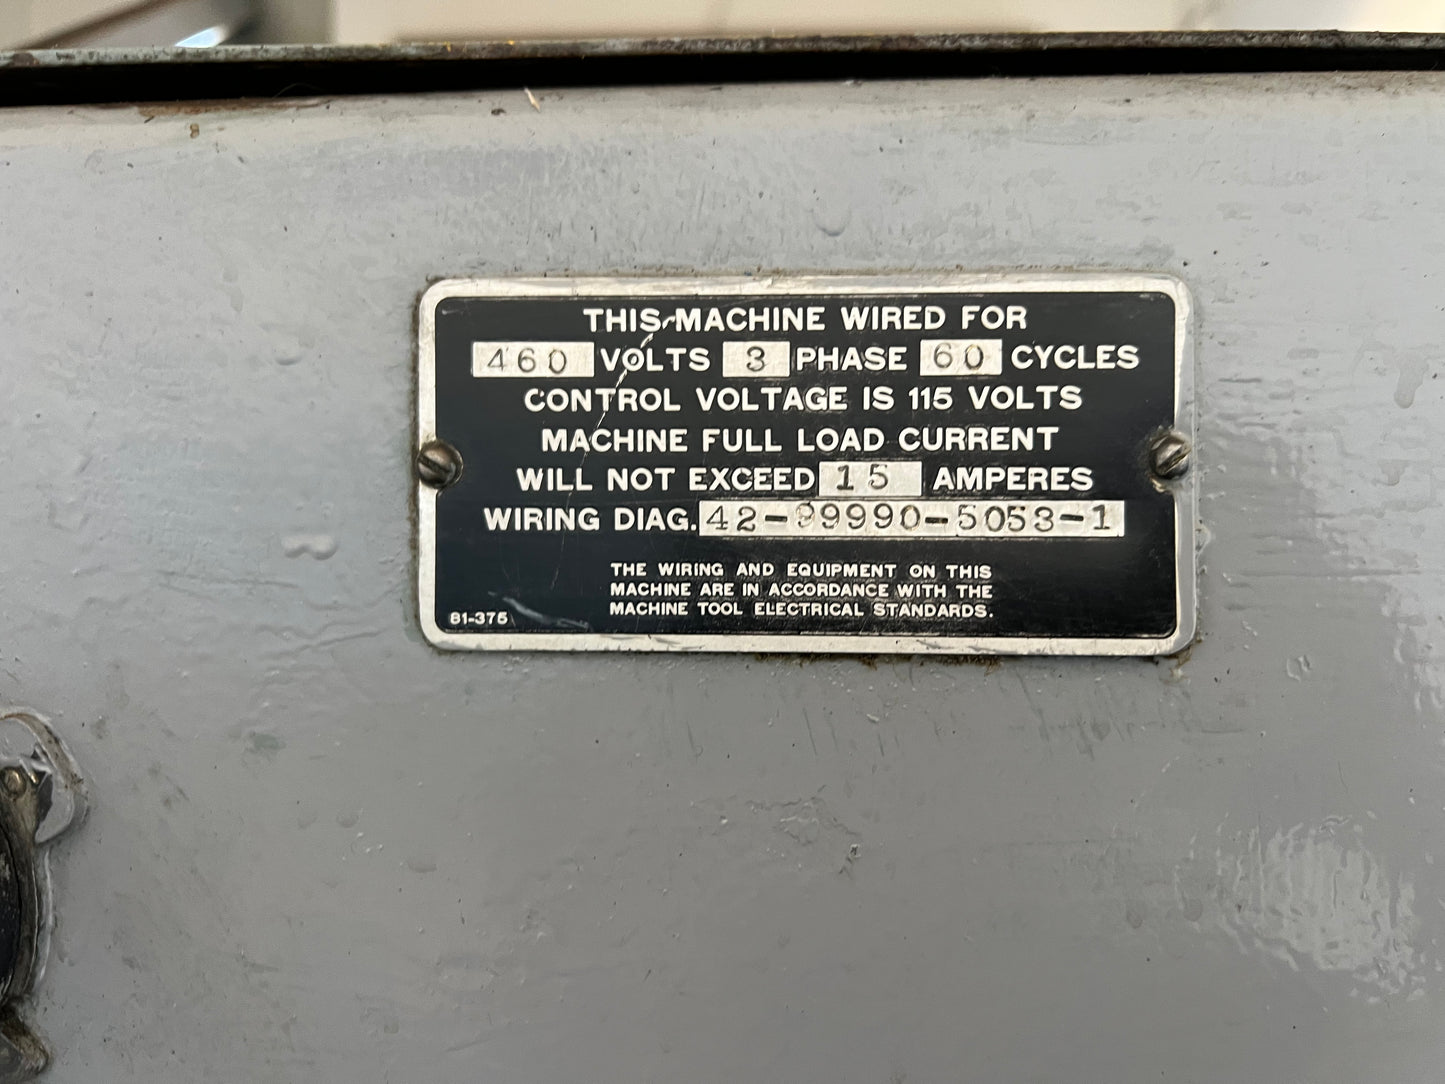 THIS MACHINE WIRED FOR
460 VOLTS 3 PHASE 60 CYCLES
CONTROL VOLTAGE IS 115 VOLTS
MACHINE FULL LOAD CURRENT
WILL NOT EXCEED 15 AMPERES
WIRING DIAG. 42-99990-5053-1
THE WIRING AND EQUIPMENT ON THIS
MACHINE ARE IN ACCORDANCE WITH THE
MACHINE TOOL ELECTRICAL STANDARDS.
81-375